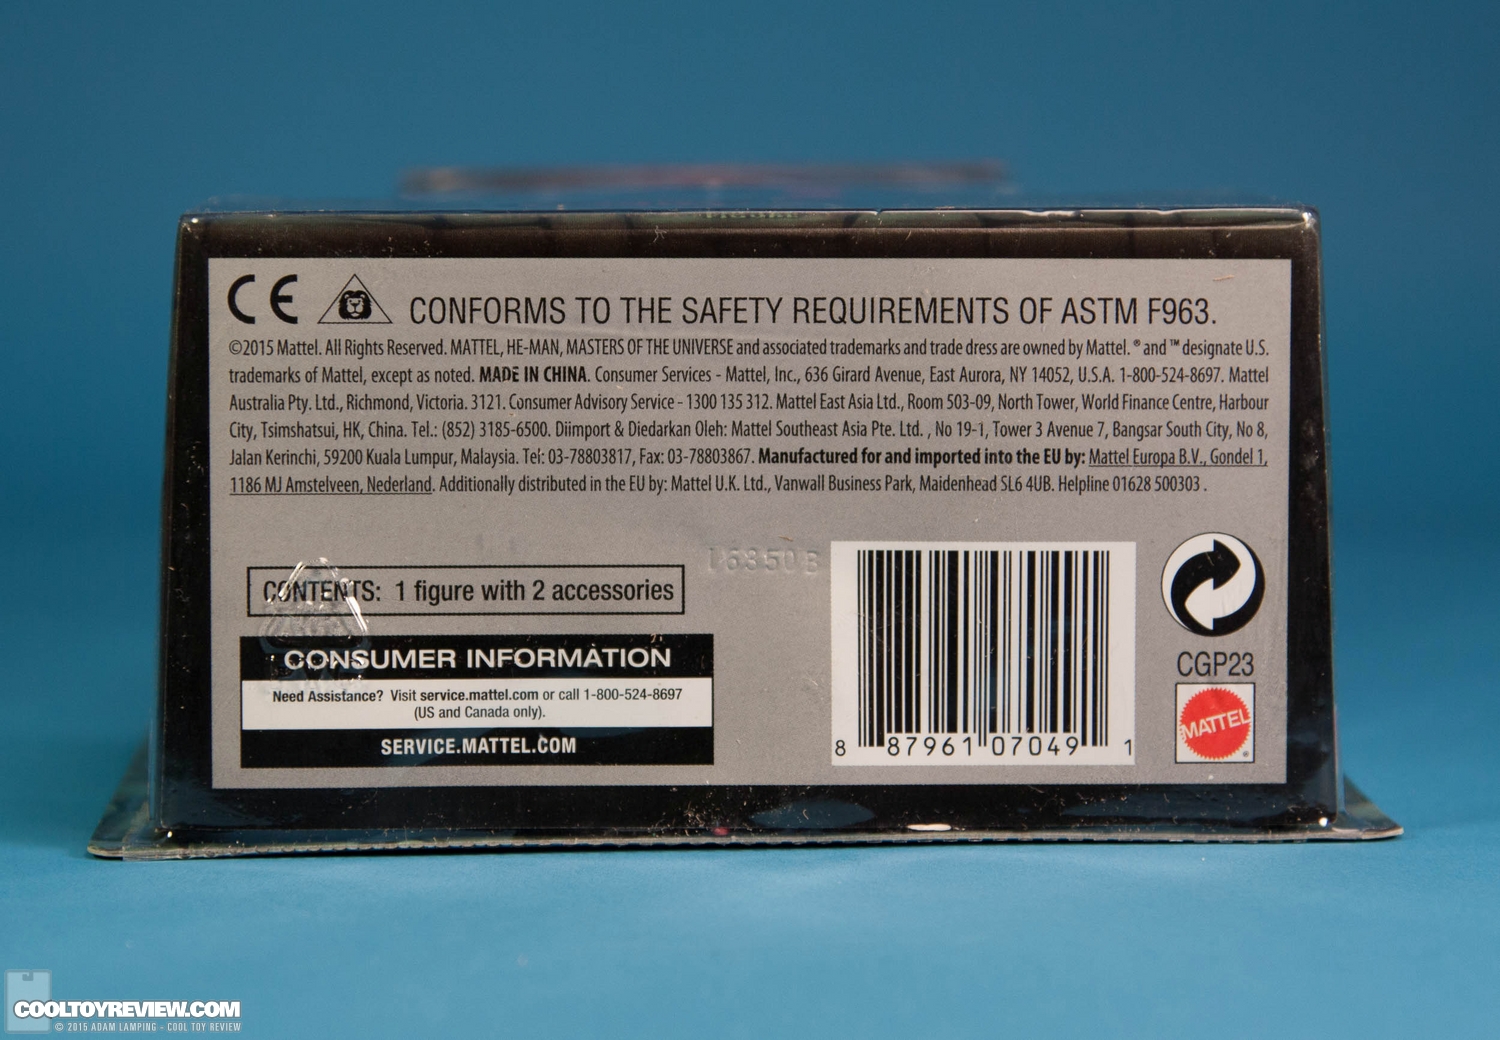 CE CONFORMS TO THE SAFETY REQUIREMENTS OF ASTM F963.
©2015 Mattel. All Rights Reserved. MATTEL, HE-MAN, MASTERS OF THE UNIVERSE and associated trademarks and trade dress are owned by Mattel. ® and ™ designate U.S.
trademarks of Mattel, except as noted. MADE IN CHINA. Consumer Services - Mattel, Inc., 636 Girard Avenue, East Aurora, NY 14052, U.S.A. 1-800-524-8697. Mattel
Australia Pty. Ltd., Richmond, Victoria. 3121. Consumer Advisory Service - 1300 135 312. Mattel East Asia Ltd., Room 503-09, North Tower, World Finance Centre, Harbour
City, Tsimshatsui, HK, China. Tel.: (852) 3185-6500. Diimport & Diedarkan Oleh: Mattel Southeast Asia Pte. Ltd. , No 19-1, Tower 3 Avenue 7, Bangsar South City, No 8,
Jalan Kerinchi, 59200 Kuala Lumpur, Malaysia. Tel: 03-78803817, Fax: 03-78803867. Manufactured for and imported into the EU by: Mattel Europa B.V., Gondel 1,
1186 MJ Amstelveen, Nederland. Additionally distributed in the EU by: Mattel U.K. Ltd., Vanwall Business Park, Maidenhead SL6 4UB. Helpline 01628 500303 .
CONTENTS: 1 figure with 2 accessories
CONSUMER INFORMATION
Need Assistance? Visit service.mattel.com or call 1-800-524-8697
(US and Canada only).
SERVICE.MATTEL.COM
8 87961 07049 1
CGP23
MATTEL ®
COOLTOYREVIEW.COM
© 2015 ADAM LAMPING - COOL TOY REVIEW